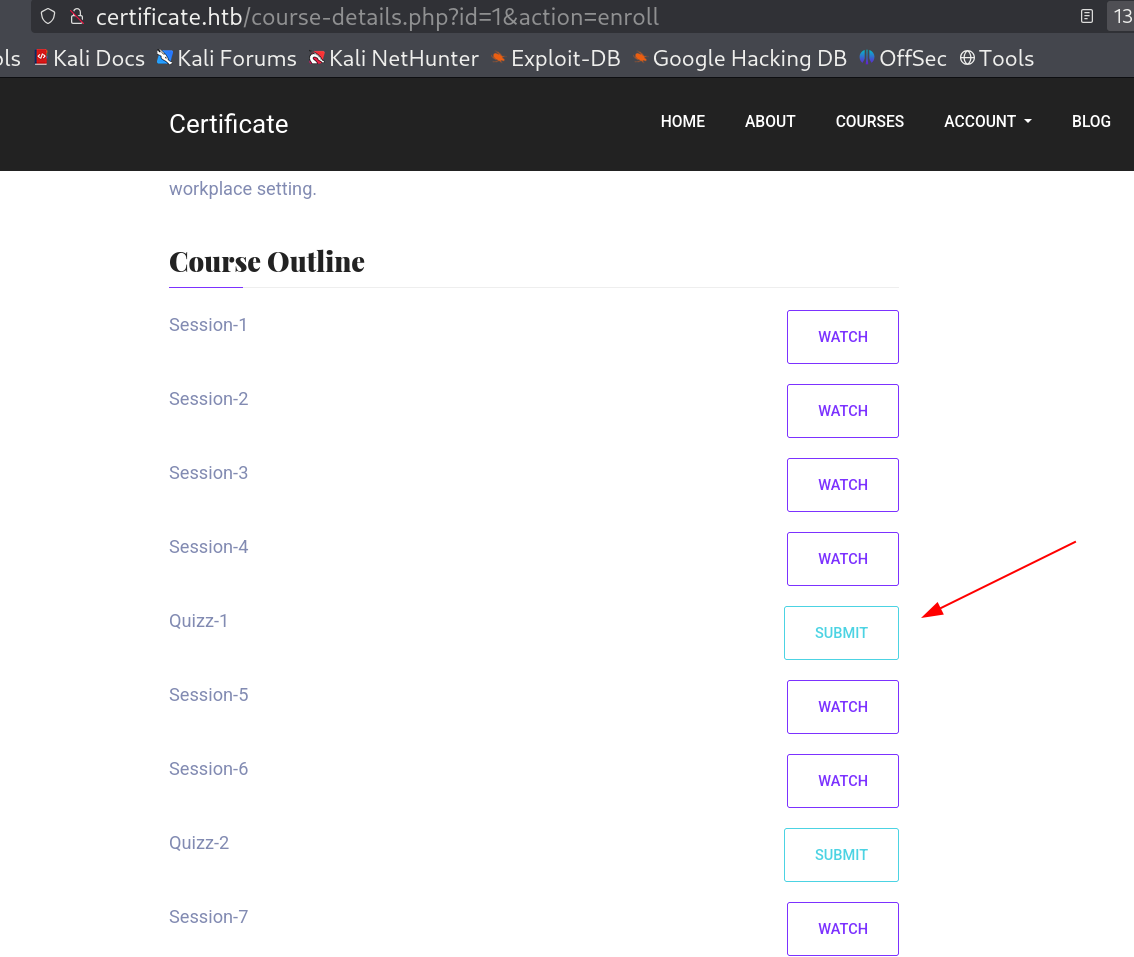 certificate.htb/course-details.php?id=1&action=enroll
13
ols Kali Docs Kali Forums Kali NetHunter Exploit-DB Google Hacking DB OffSec Tools
Certificate HOME ABOUT COURSES ACCOUNT BLOG
workplace setting.
Course Outline
Session-1 WATCH
Session-2 WATCH
Session-3 WATCH
Session-4 WATCH
Quizz-1 SUBMIT
Session-5 WATCH
Session-6 WATCH
Quizz-2 SUBMIT
Session-7 WATCH